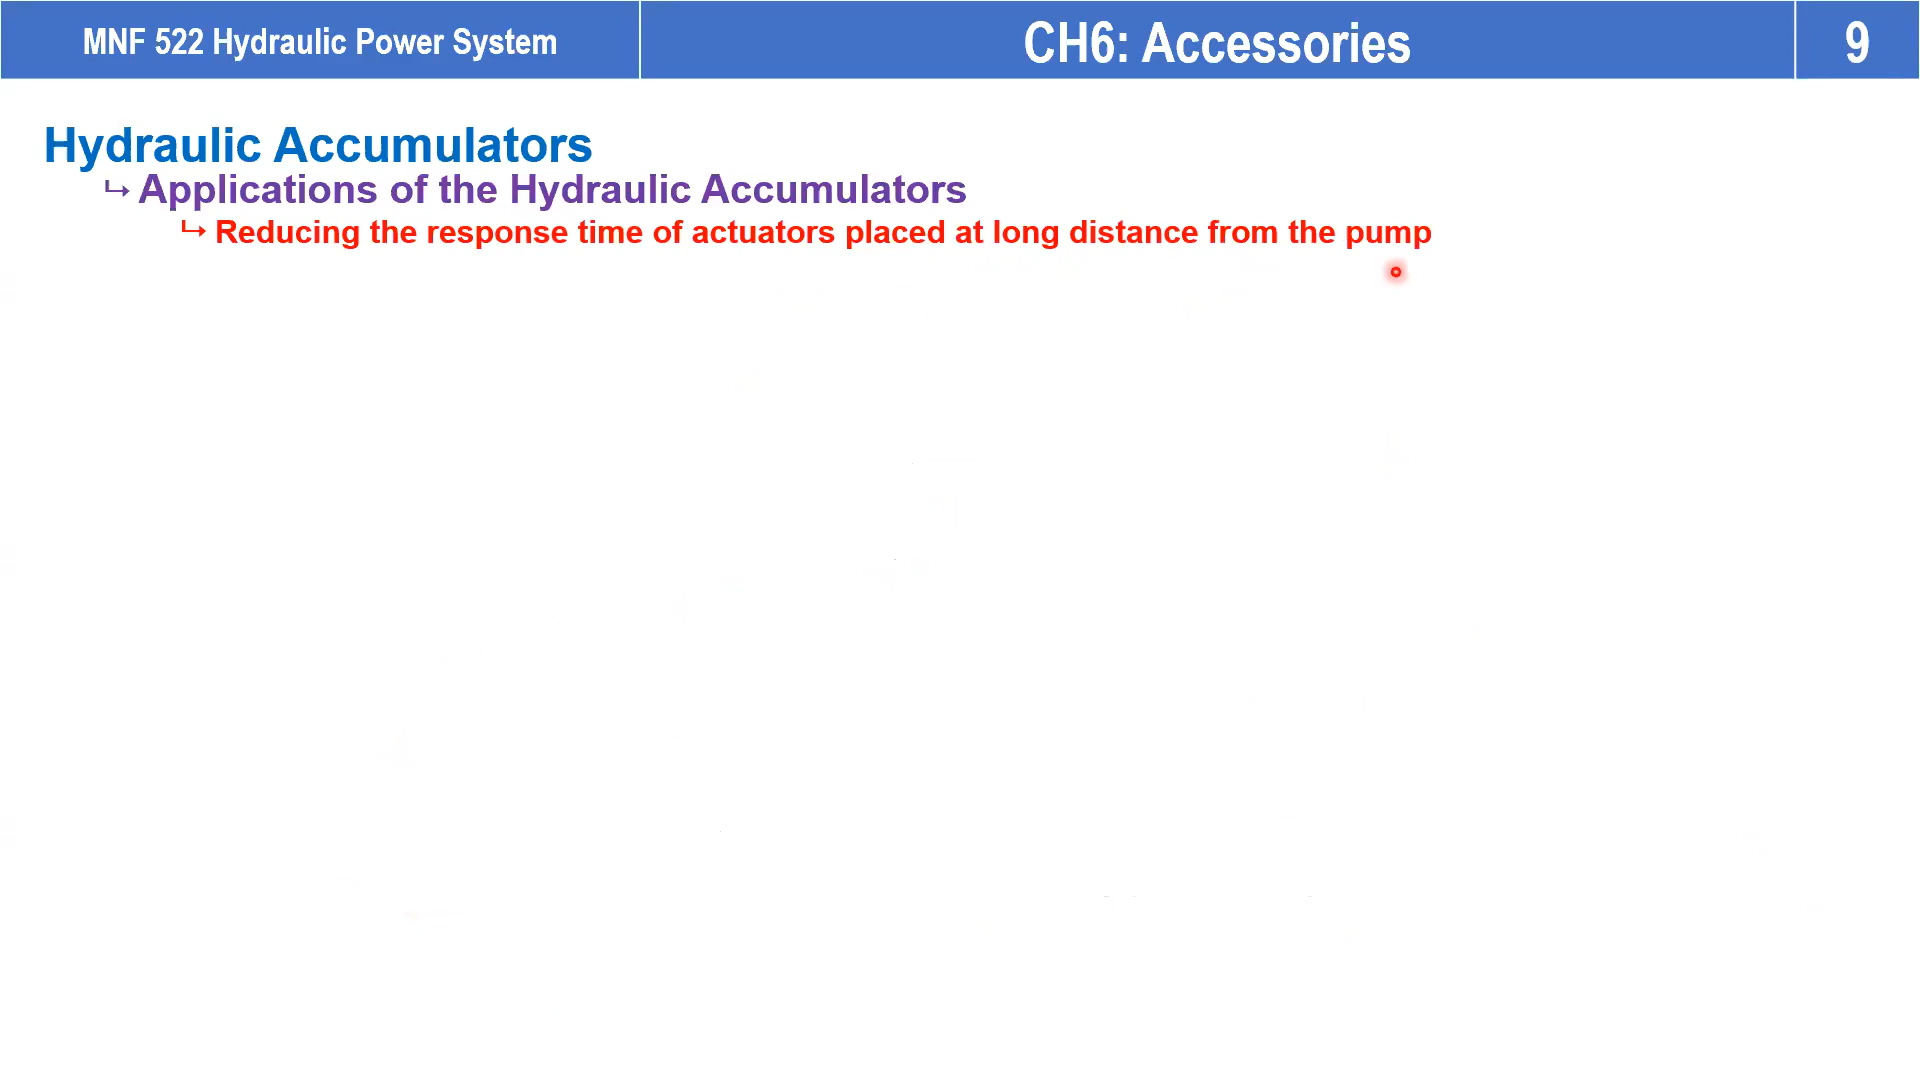 MNF 522 Hydraulic Power System
CH6: Accessories
9
Hydraulic Accumulators
↳ Applications of the Hydraulic Accumulators
↳ Reducing the response time of actuators placed at long distance from the pump